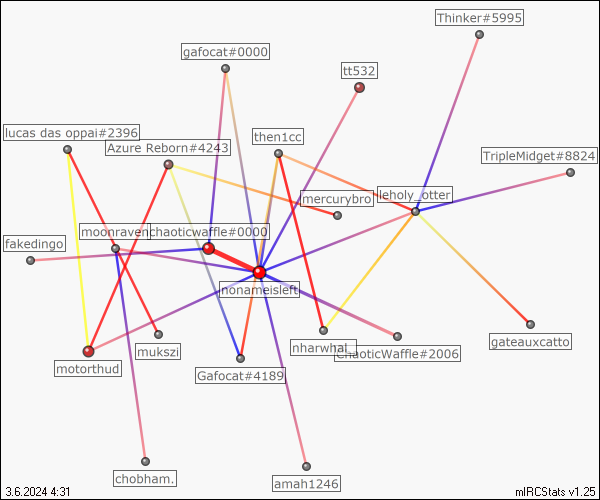 Thinker#5995
gafocat#0000
tt532
lucas das oppai#2396
then1cc
Azure Reborn#4243
TripleMidget#8824
mercurybro
leholy_otter
moonraven
chaoticwaffle#0000
fakedingo
nonameisleft
gateauxcatto
nharwhal_
ChaoticWaffle#2006
mukszi
motorthud
Gafocat#4189
chobham.
amah1246
3.6.2024 4:31
mIRCStats v1.25